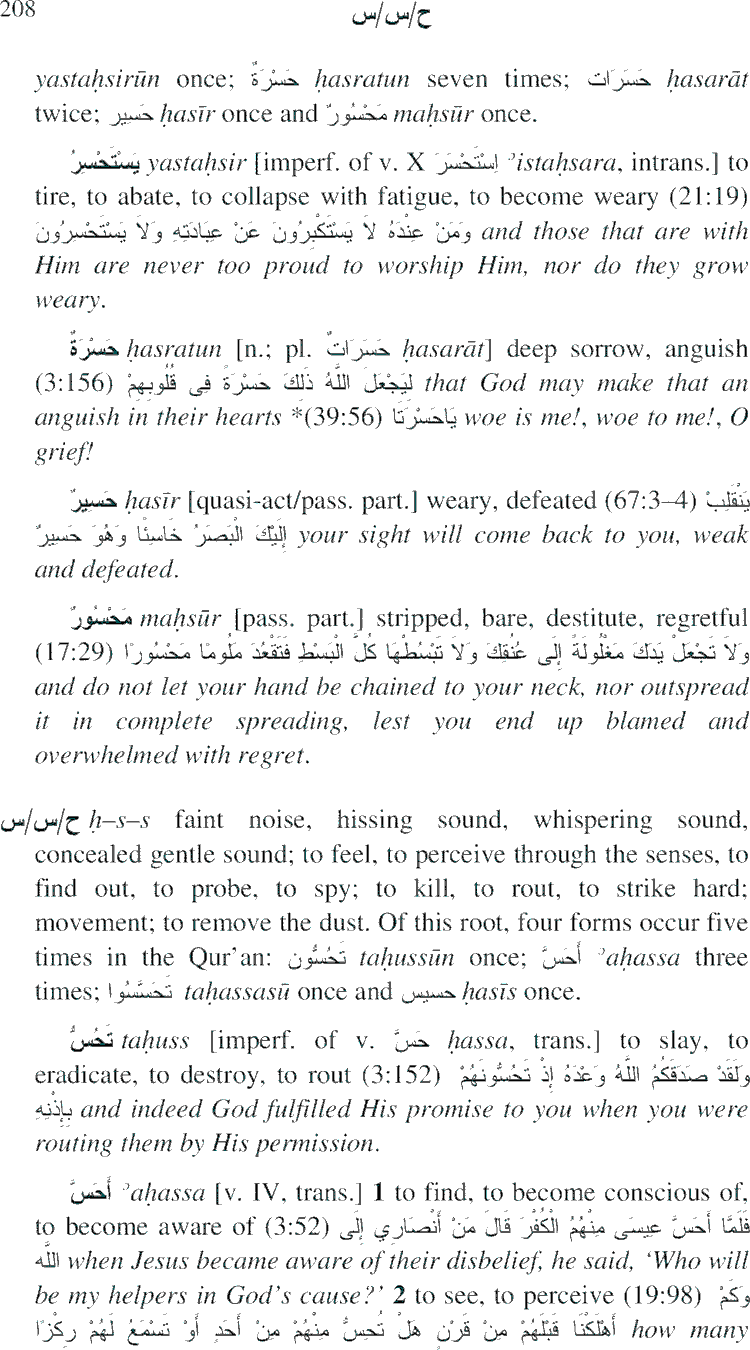 208 ح/س/س
yastaḥsirūn once; حَسْرَةٌ ḥasratun seven times; حَسَرَات ḥasarāt
twice; حَسِير ḥasīr once and مَحْسُورٌ maḥsūr once.
يَسْتَحْسِرُ yastaḥsir [imperf. of v. X اِسْتَحْسَرَ ʾistaḥsara, intrans.] to
tire, to abate, to collapse with fatigue, to become weary (21:19)
وَمَنْ عِنْدَهُ لاَ يَسْتَكْبِرُونَ عَنْ عِبَادَتِهِ وَلاَ يَسْتَحْسِرُونَ and those that are with
Him are never too proud to worship Him, nor do they grow
weary.
حَسْرَةٌ ḥasratun [n.; pl. حَسَرَاتٌ ḥasarāt] deep sorrow, anguish
(3:156) لِيَجْعَلَ اللَّهُ ذَلِكَ حَسْرَةً فِى قُلُوبِهِمْ that God may make that an
anguish in their hearts *(39:56) يَاحَسْرَتَا woe is me!, woe to me!, O
grief!
حَسِيرٌ ḥasīr [quasi-act/pass. part.] weary, defeated (67:3–4) يَنْقَلِبْ
إِلَيْكَ الْبَصَرُ خَاسِئًا وَهُوَ حَسِيرٌ your sight will come back to you, weak
and defeated.
مَحْسُورٌ maḥsūr [pass. part.] stripped, bare, destitute, regretful
(17:29) وَلاَ تَجْعَلْ يَدَكَ مَغْلُولَةً إِلَى عُنُقِكَ وَلاَ تَبْسُطْهَا كُلَّ الْبَسْطِ فَتَقْعُدَ مَلُومًا مَحْسُورًا
and do not let your hand be chained to your neck, nor outspread
it in complete spreading, lest you end up blamed and
overwhelmed with regret.
ح/س/س ḥ–s–s faint noise, hissing sound, whispering sound,
concealed gentle sound; to feel, to perceive through the senses, to
find out, to probe, to spy; to kill, to rout, to strike hard;
movement; to remove the dust. Of this root, four forms occur five
times in the Qur’an: تَحُسُّون taḥussūn once; أَحَسَّ ʾaḥassa three
times; تَحَسَّسُوا taḥassasū once and حسيس ḥasīs once.
تَحُسُّ taḥuss [imperf. of v. حَسَّ ḥassa, trans.] to slay, to
eradicate, to destroy, to rout (3:152) وَلَقَدْ صَدَقَكُمُ اللَّهُ وَعْدَهُ إِذْ تَحُسُّونَهُمْ
بِإِذْنِهِ and indeed God fulfilled His promise to you when you were
routing them by His permission.
أَحَسَّ ʾaḥassa [v. IV, trans.] 1 to find, to become conscious of,
to become aware of (3:52) فَلَمَّا أَحَسَّ عِيسَى مِنْهُمُ الْكُفْرَ قَالَ مَنْ أَنْصَارِي إِلَى
اللَّه when Jesus became aware of their disbelief, he said, ‘Who will
be my helpers in God’s cause?’ 2 to see, to perceive (19:98) وَكَمْ
أَهْلَكْنَا قَبْلَهُمْ مِنْ قَرْنٍ هَلْ تُحِسُّ مِنْهُمْ مِنْ أَحَدٍ أَوْ تَسْمَعُ لَهُمْ رِكْزًا how many